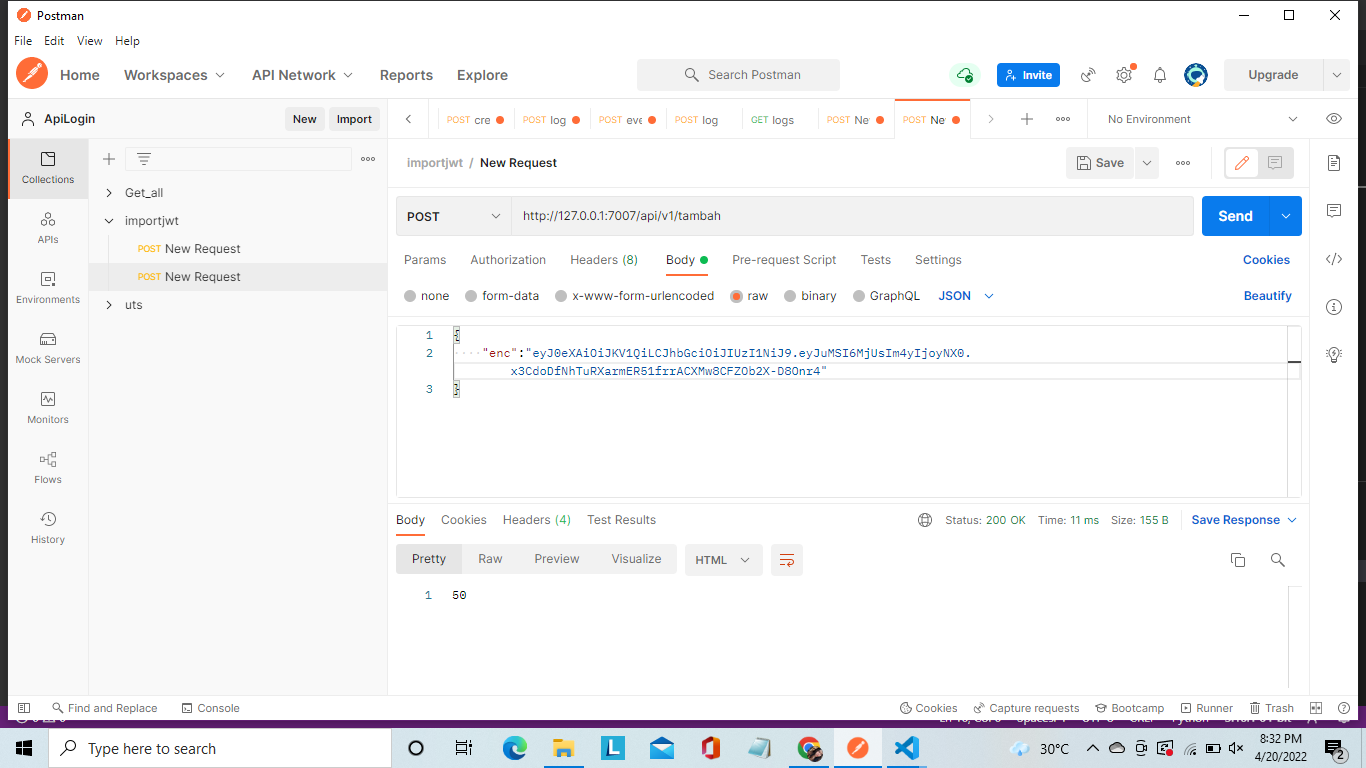 Postman
File Edit View Help
Home Workspaces API Network Reports Explore Search Postman Invite Upgrade
ApiLogin New Import POST cre POST log POST eve POST log GET logs POST Ne POST Ne No Environment
Collections
APIs
Environments
Mock Servers
Monitors
Flows
History
Get_all
importjwt
POST New Request
POST New Request
uts
importjwt / New Request Save
POST http://127.0.0.1:7007/api/v1/tambah Send
Params Authorization Headers (8) Body Pre-request Script Tests Settings Cookies
none form-data x-www-form-urlencoded raw binary GraphQL JSON Beautify
1 {
2 "enc":"eyJ0eXAiOiJKV1QiLCJhbGciOiJIUzI1NiJ9.eyJuMSI6MjUsIm4yIjoyNX0.
x3CdoDfNhTuRXarmER51frrACXMw8CFZOb2X-D8Onr4"
3 }
Body Cookies Headers (4) Test Results Status: 200 OK Time: 11 ms Size: 155 B Save Response
Pretty Raw Preview Visualize HTML
1 50
Find and Replace Console Cookies Capture requests Bootcamp Runner Trash
Type here to search L 30°C 8:32 PM
4/20/2022 2